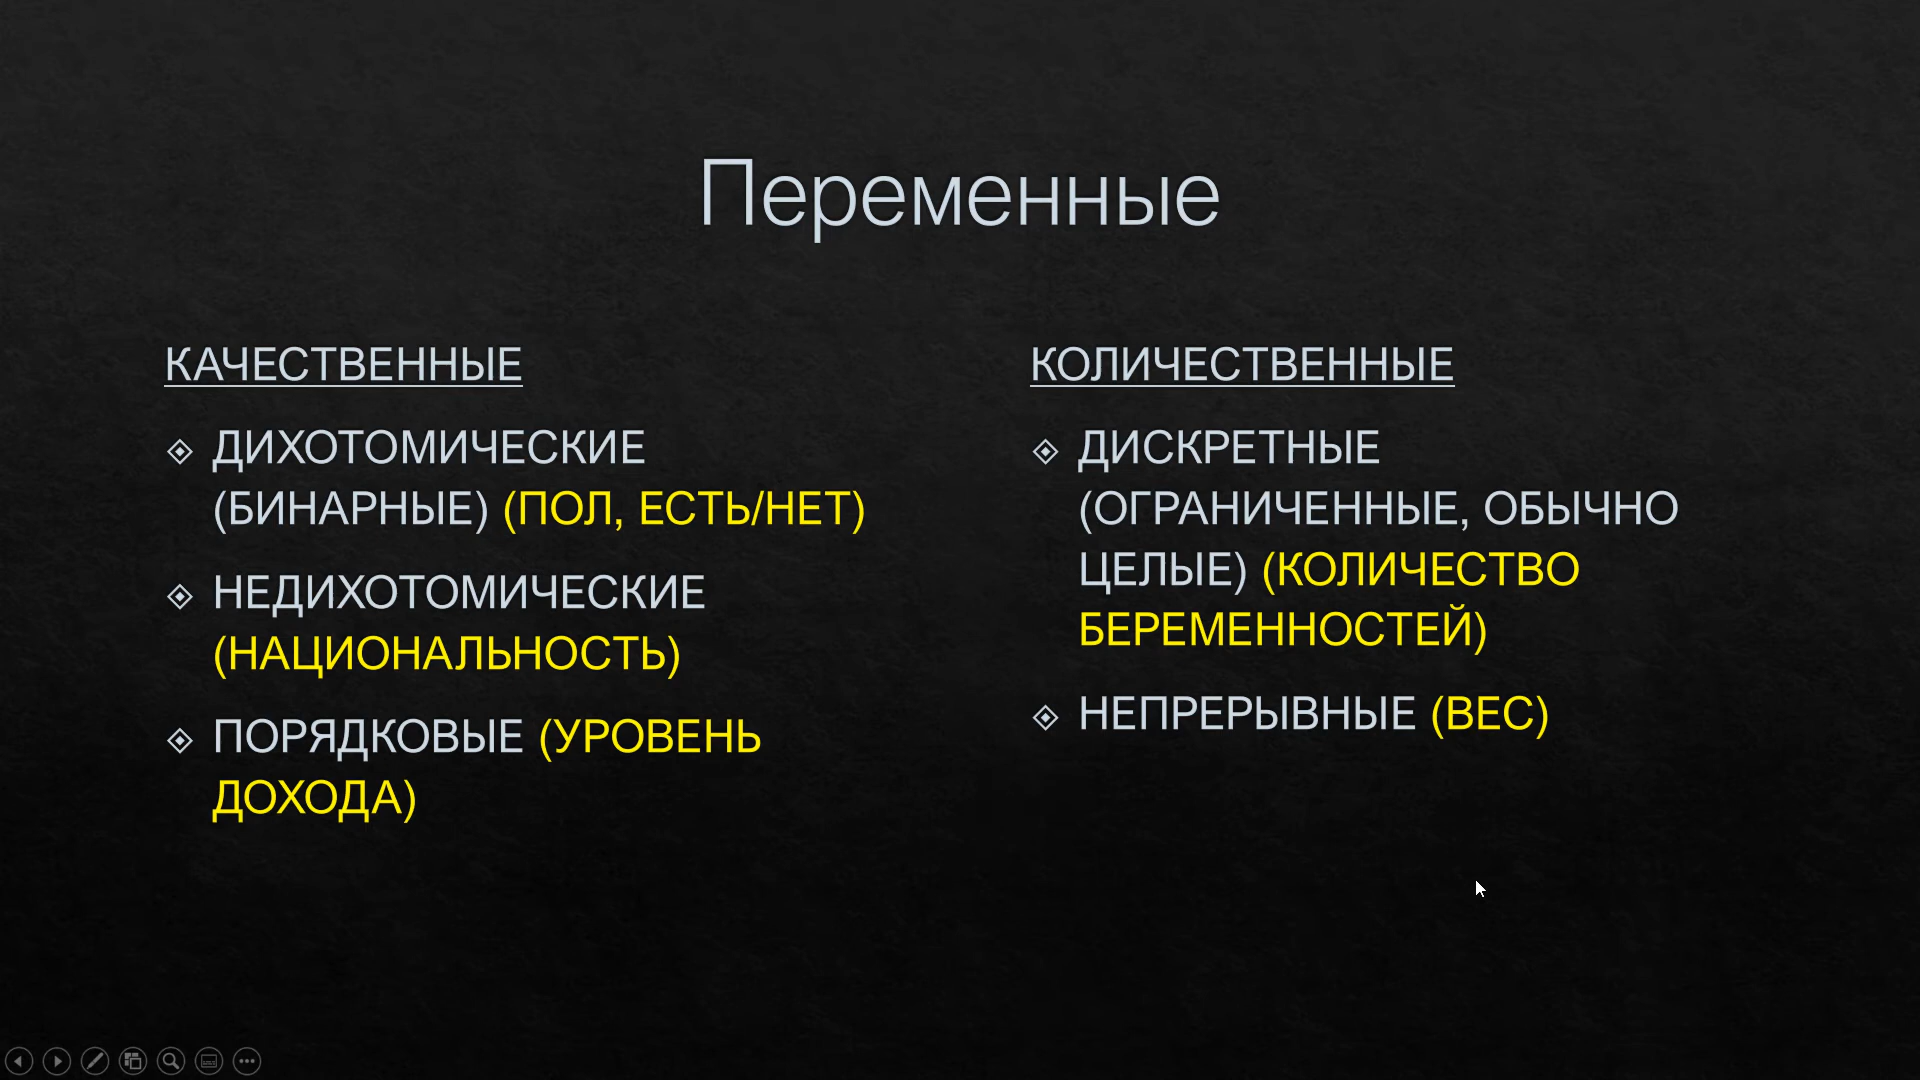 Переменные
КАЧЕСТВЕННЫЕ
ДИХОТОМИЧЕСКИЕ
(БИНАРНЫЕ) (ПОЛ, ЕСТЬ/НЕТ)
НЕДИХОТОМИЧЕСКИЕ
(НАЦИОНАЛЬНОСТЬ)
ПОРЯДКОВЫЕ (УРОВЕНЬ
ДОХОДА)
КОЛИЧЕСТВЕННЫЕ
ДИСКРЕТНЫЕ
(ОГРАНИЧЕННЫЕ, ОБЫЧНО
ЦЕЛЫЕ) (КОЛИЧЕСТВО
БЕРЕМЕННОСТЕЙ)
НЕПРЕРЫВНЫЕ (ВЕС)